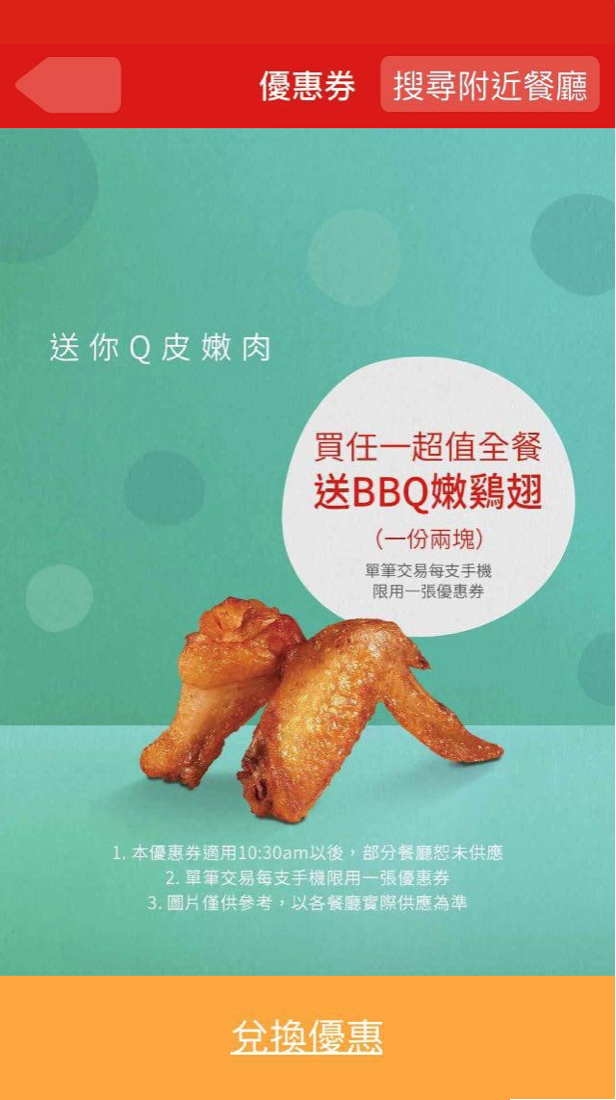 優惠券
搜尋附近餐廳
送你Q皮嫩肉
買任一超值全餐
送BBQ嫩鷄翅
（一份兩塊）
單筆交易每支手機
限用一張優惠券
1. 本優惠券適用10:30am以後，部分餐廳恕未供應
2. 單筆交易每支手機限用一張優惠券
3. 圖片僅供參考，以各餐廳實際供應為準
兌換優惠